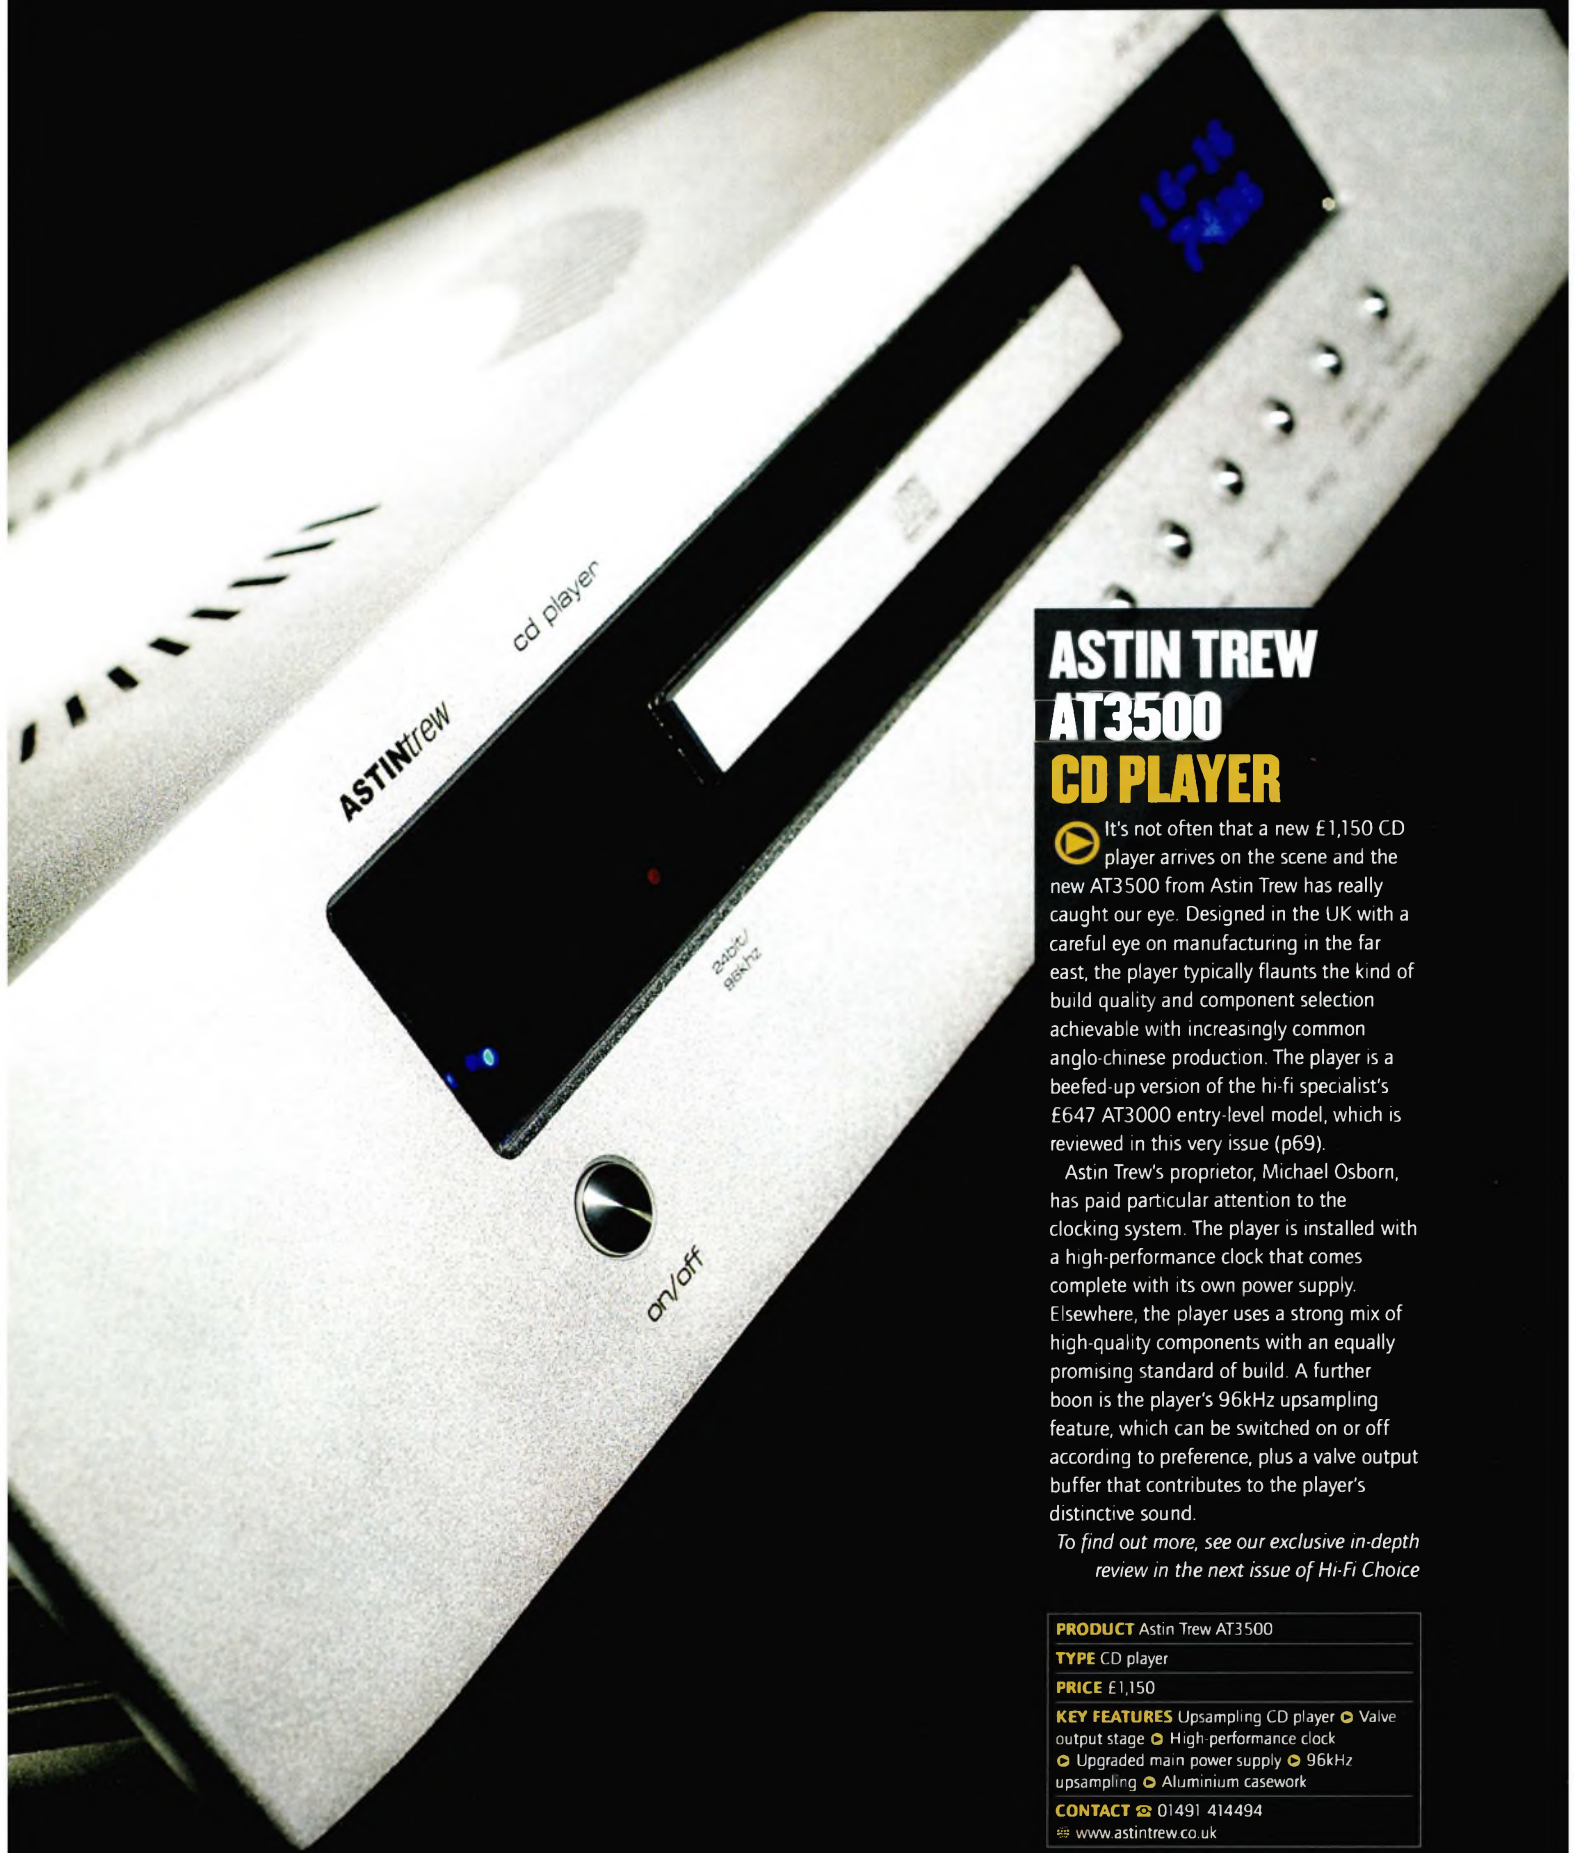 cd player
ASTINtrew
24bit/
96khz
on/off
ASTIN TREW
AT3500
CD PLAYER
It's not often that a new £1,150 CD
player arrives on the scene and the
new AT3500 from Astin Trew has really
caught our eye. Designed in the UK with a
careful eye on manufacturing in the far
east, the player typically flaunts the kind of
build quality and component selection
achievable with increasingly common
anglo-chinese production. The player is a
beefed-up version of the hi-fi specialist's
£647 AT3000 entry-level model, which is
reviewed in this very issue (p69).
Astin Trew's proprietor, Michael Osborn,
has paid particular attention to the
clocking system. The player is installed with
a high-performance clock that comes
complete with its own power supply.
Elsewhere, the player uses a strong mix of
high-quality components with an equally
promising standard of build. A further
boon is the player's 96kHz upsampling
feature, which can be switched on or off
according to preference, plus a valve output
buffer that contributes to the player's
distinctive sound.
To find out more, see our exclusive in-depth
review in the next issue of Hi-Fi Choice
PRODUCT Astin Trew AT3500
TYPE CD player
PRICE £1,150
KEY FEATURES Upsampling CD player Valve
output stage High-performance clock
Upgraded main power supply 96kHz
upsampling Aluminium casework
CONTACT 01491 414494
www.astintrew.co.uk